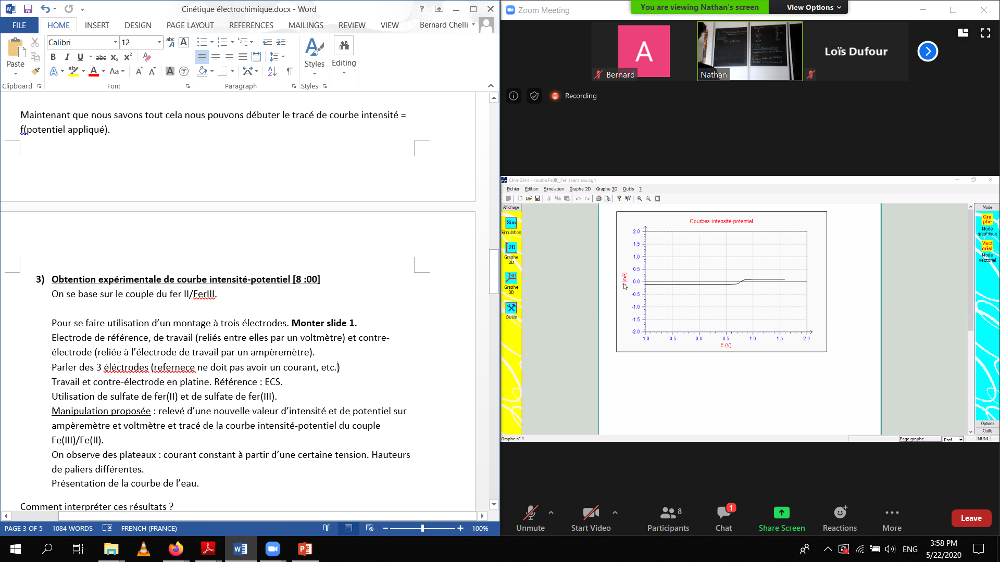 Cinétique électrochimique.docx - Word
FILE HOME INSERT DESIGN PAGE LAYOUT REFERENCES MAILINGS REVIEW VIEW Bernard Chelli
Calibri 12
Paste
Styles
Editing
Clipboard Font Paragraph Styles
Maintenant que nous savons tout cela nous pouvons débuter le tracé de courbe intensité =
f(potentiel appliqué).
3) Obtention expérimentale de courbe intensité-potentiel [8 :00]
On se base sur le couple du fer II/FerIII.
Pour se faire utilisation d’un montage à trois électrodes. Monter slide 1.
Electrode de référence, de travail (reliés entre elles par un voltmètre) et contre-
électrode (reliée à l’électrode de travail par un ampèremètre).
Parler des 3 éléctrodes (refernece ne doit pas avoir un courant, etc.)
Travail et contre-électrode en platine. Référence : ECS.
Utilisation de sulfate de fer(II) et de sulfate de fer(III).
Manipulation proposée : relevé d’une nouvelle valeur d’intensité et de potentiel sur
ampèremètre et voltmètre et tracé de la courbe intensité-potentiel du couple
Fe(III)/Fe(II).
On observe des plateaux : courant constant à partir d’une certaine tension. Hauteurs
de paliers différentes.
Présentation de la courbe de l’eau.
Comment interpréter ces résultats ?
PAGE 3 OF 5 1084 WORDS FRENCH (FRANCE) 100%
Zoom Meeting
You are viewing Nathan's screen View Options
A
Bernard
Nathan
Loïs Dufour
Recording
ChimGéné - courbe Fe(III)_Fe(II) sans eau.cgn
Fichier Edition Simulation Graphe 2D Graphe 3D Outils ?
Affichage
Sim
Simulation
2D
Graphe
2D
3D
Graphe
3D
Outils
Courbes intensité-potentiel
2.0
1.5
1.0
0.5
0.0
-0.5
-1.0
-1.5
-2.0
(mA)
-1.0 -0.5 0.0 0.5 1.0 1.5 2.0
E (V)
Mode
Gra
phe
Mode
graphique
Vect
oriel
Mode
vectoriel
Options
Outils
Graphe n° 1 Page graphe Prof. NUM
Unmute Start Video Participants 8 Chat 1 Share Screen Reactions More Leave
ENG
3:58 PM
5/22/2020